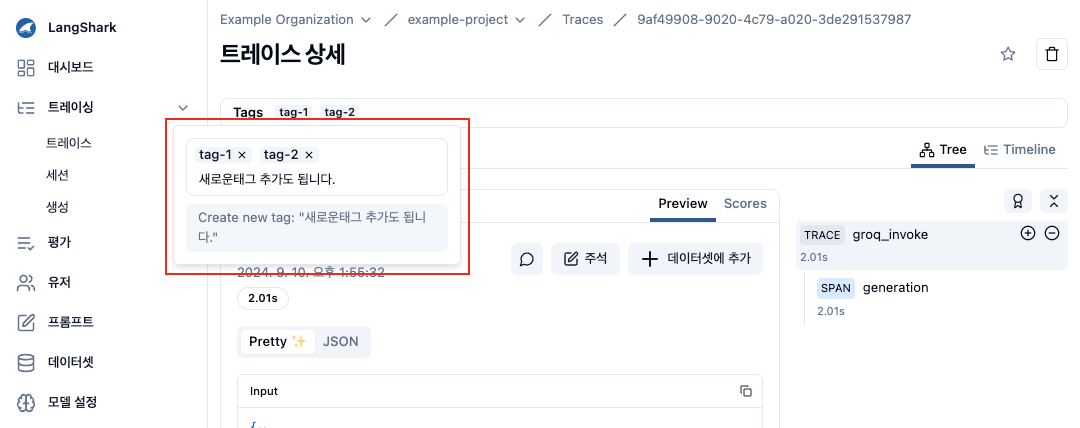 LangShark
대시보드
트레이싱
트레이스
세션
생성
평가
유저
프롬프트
데이터셋
모델 설정
Example Organization / example-project / Traces / 9af49908-9020-4c79-a020-3de291537987
트레이스 상세
Tags tag-1 tag-2
tag-1 × tag-2 ×
새로운태그 추가도 됩니다.
Create new tag: "새로운태그 추가도 됩니
다."
Tree Timeline
Preview Scores
주석 데이터셋에 추가
2024. 9. 10. 오후 1:55:32
2.01s
Pretty ✨ JSON
Input
{
TRACE groq_invoke
2.01s
SPAN generation
2.01s